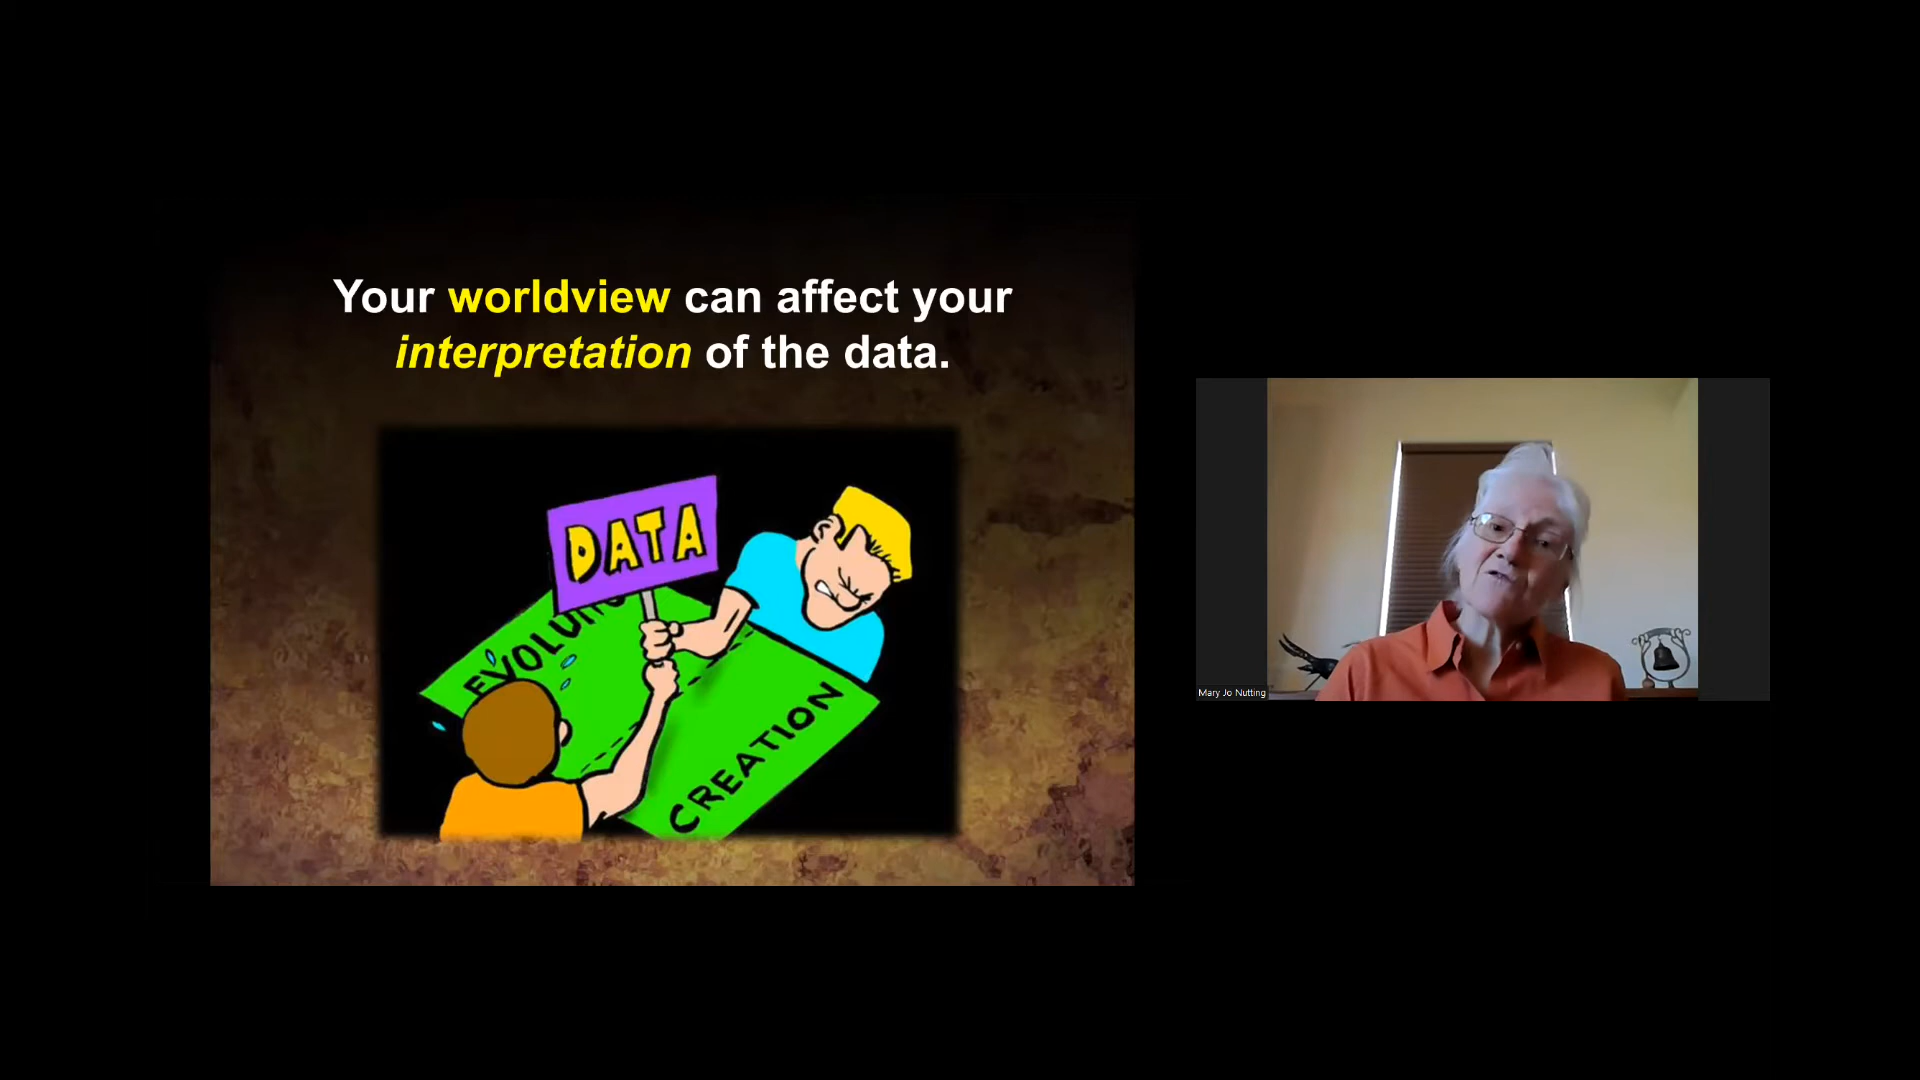 Your worldview can affect your
interpretation of the data.
DATA
CREATION
Mary Jo Nutting